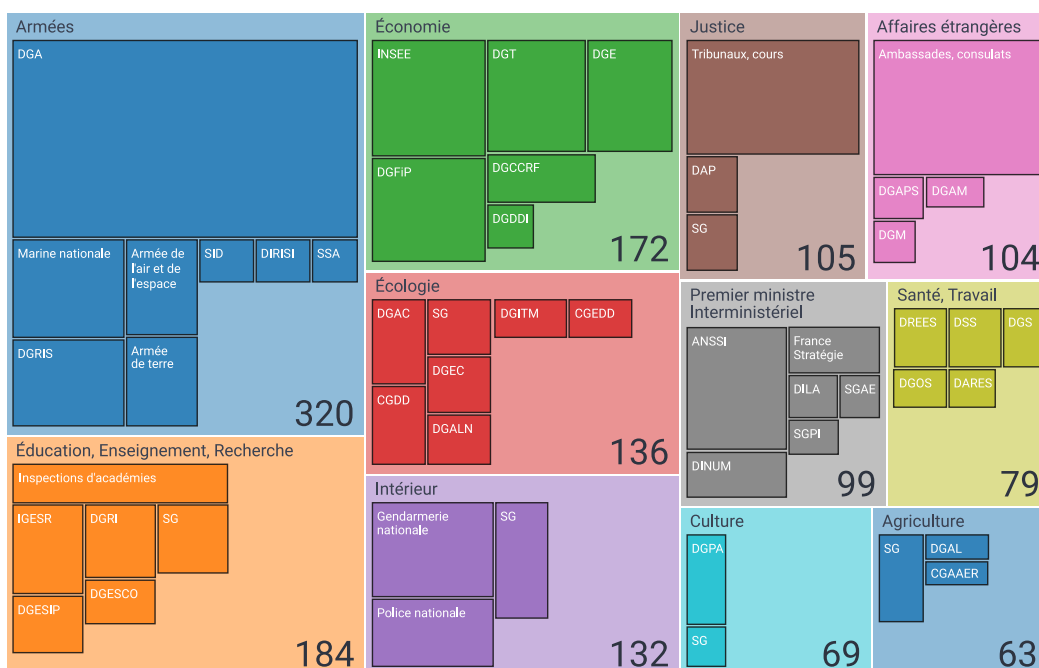 Armées
DGA
Marine nationale
Armée de
l'air et de
l'espace
SID
DIRISI
SSA
DGRIS
Armée
de terre
320
Éducation, Enseignement, Recherche
Inspections d'académies
IGESR
DGRI
SG
DGESIP
DGESCO
184
Économie
INSEE
DGT
DGE
DGFiP
DGCCRF
DGDDI
172
Écologie
DGAC
SG
DGITM
CGEDD
DGEC
CGDD
DGALN
136
Intérieur
Gendarmerie
nationale
SG
Police nationale
132
Justice
Tribunaux, cours
DAP
SG
105
Affaires étrangères
Ambassades, consulats
DGAPS
DGAM
DGM
104
Premier ministre
Interministériel
ANSSI
France
Stratégie
DILA
SGAE
SGPI
DINUM
99
Santé, Travail
DREES
DSS
DGS
DGOS
DARES
79
Culture
DGPA
SG
69
Agriculture
SG
DGAL
CGAAER
63